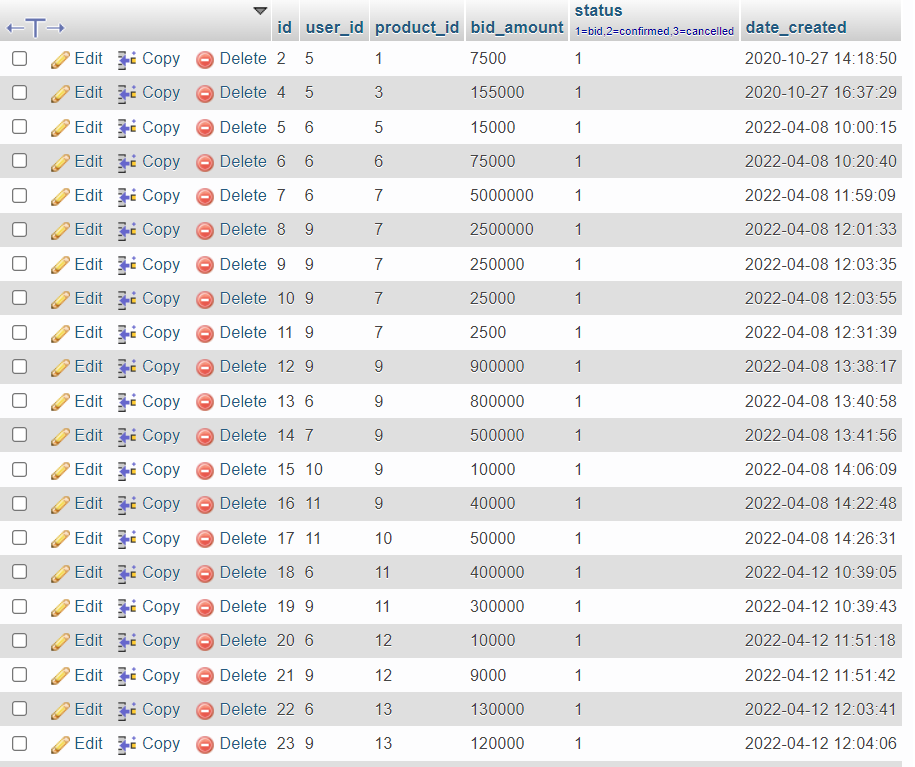 id user_id product_id bid_amount status date_created
1=bid,2=confirmed,3=cancelled
Edit Copy Delete 2 5 1 7500 1 2020-10-27 14:18:50
Edit Copy Delete 4 5 3 155000 1 2020-10-27 16:37:29
Edit Copy Delete 5 6 5 15000 1 2022-04-08 10:00:15
Edit Copy Delete 6 6 6 75000 1 2022-04-08 10:20:40
Edit Copy Delete 7 6 7 5000000 1 2022-04-08 11:59:09
Edit Copy Delete 8 9 7 2500000 1 2022-04-08 12:01:33
Edit Copy Delete 9 9 7 250000 1 2022-04-08 12:03:35
Edit Copy Delete 10 9 7 25000 1 2022-04-08 12:03:55
Edit Copy Delete 11 9 7 2500 1 2022-04-08 12:31:39
Edit Copy Delete 12 9 9 900000 1 2022-04-08 13:38:17
Edit Copy Delete 13 6 9 800000 1 2022-04-08 13:40:58
Edit Copy Delete 14 7 9 500000 1 2022-04-08 13:41:56
Edit Copy Delete 15 10 9 10000 1 2022-04-08 14:06:09
Edit Copy Delete 16 11 9 40000 1 2022-04-08 14:22:48
Edit Copy Delete 17 11 10 50000 1 2022-04-08 14:26:31
Edit Copy Delete 18 6 11 400000 1 2022-04-12 10:39:05
Edit Copy Delete 19 9 11 300000 1 2022-04-12 10:39:43
Edit Copy Delete 20 6 12 10000 1 2022-04-12 11:51:18
Edit Copy Delete 21 9 12 9000 1 2022-04-12 11:51:42
Edit Copy Delete 22 6 13 130000 1 2022-04-12 12:03:41
Edit Copy Delete 23 9 13 120000 1 2022-04-12 12:04:06